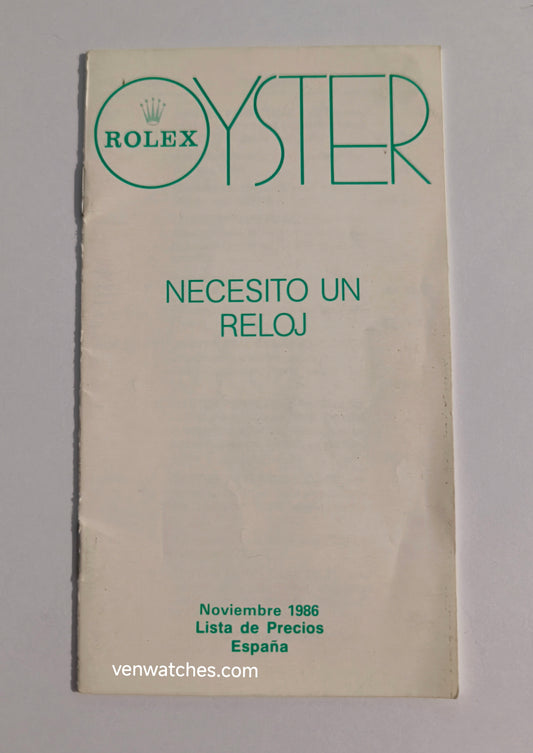 OYSTER
ROLEX
NECESITO UN
RELOJ
Noviembre 1986
Lista de Precios
España
venwatches.com